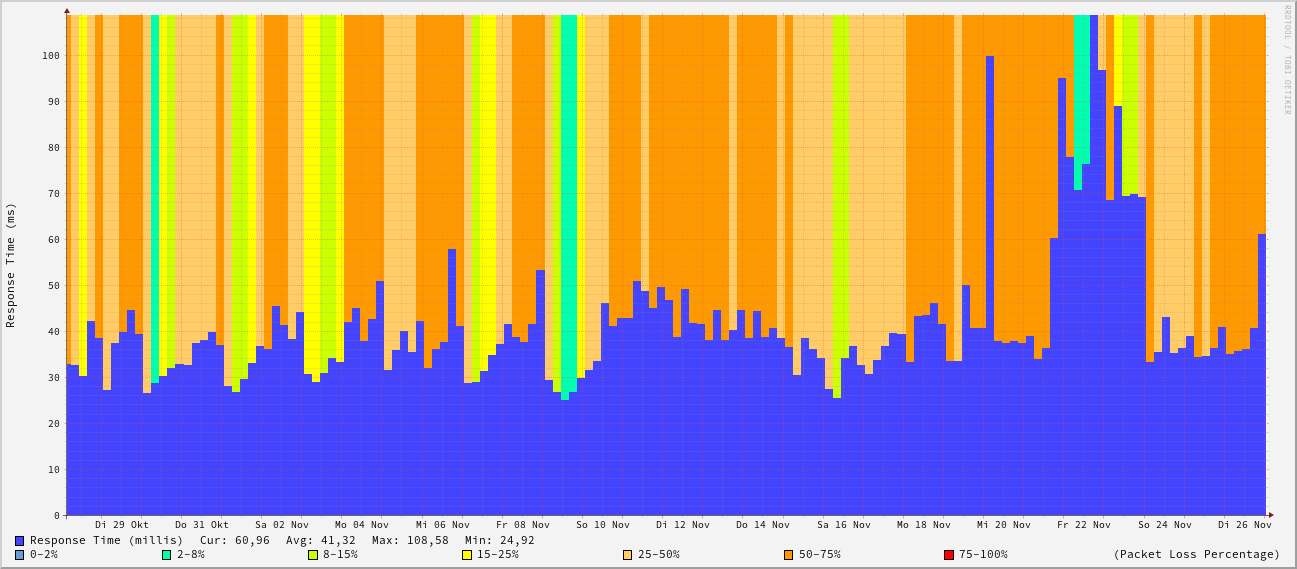 RRDTOOL / TOBI OETIKER
Response Time (ms)
100
90
80
70
60
50
40
30
20
10
0
Di 29 Okt Do 31 Okt Sa 02 Nov Mo 04 Nov Mi 06 Nov Fr 08 Nov So 10 Nov Di 12 Nov Do 14 Nov Sa 16 Nov Mo 18 Nov Mi 20 Nov Fr 22 Nov So 24 Nov Di 26 Nov
Response Time (millis) Cur: 60,96 Avg: 41,32 Max: 108,58 Min: 24,92
0-2% 2-8% 8-15% 15-25% 25-50% 50-75% 75-100% (Packet Loss Percentage)